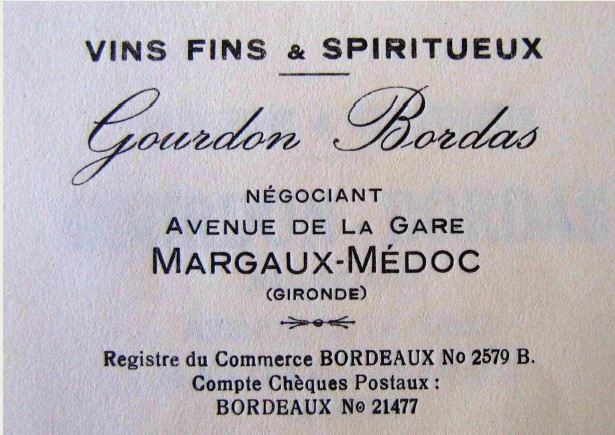 VINS FINS & SPIRITUEUX
Gourdon Bordas
NÉGOCIANT
AVENUE DE LA GARE
MARGAUX-MÉDOC
(GIRONDE)
Registre du Commerce BORDEAUX No 2579 B.
Compte Chèques Postaux :
BORDEAUX No 21477